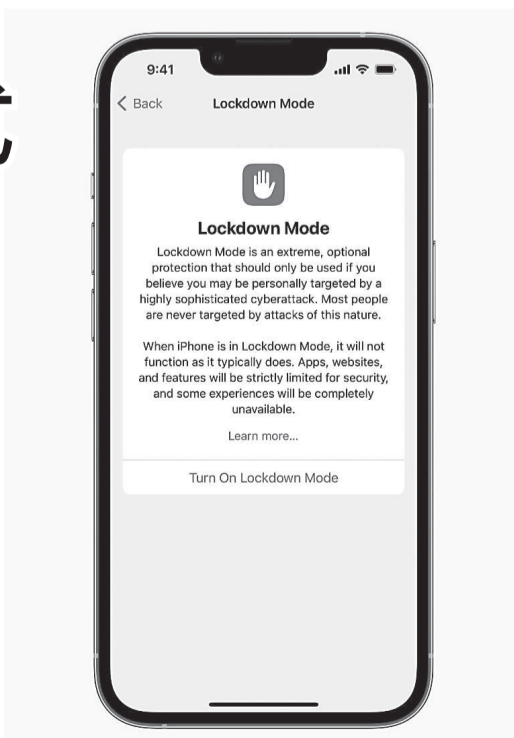 9:41
Back
Lockdown Mode
Lockdown Mode
Lockdown Mode is an extreme, optional
protection that should only be used if you
believe you may be personally targeted by a
highly sophisticated cyberattack. Most people
are never targeted by attacks of this nature.
When iPhone is in Lockdown Mode, it will not
function as it typically does. Apps, websites,
and features will be strictly limited for security,
and some experiences will be completely
unavailable.
Learn more...
Turn On Lockdown Mode